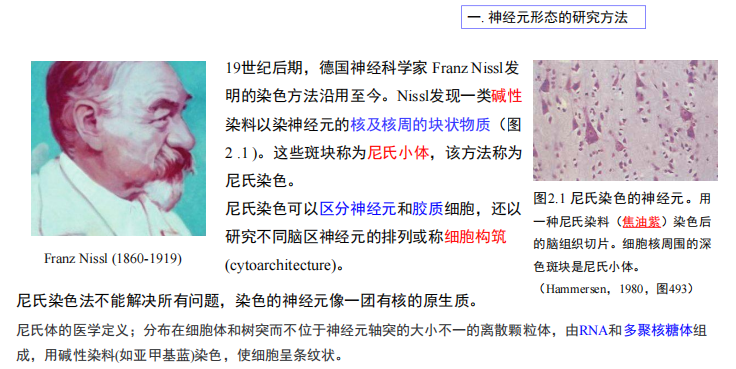 一. 神经元形态的研究方法
19世纪后期，德国神经科学家 Franz Nissl发
明的染色方法沿用至今。Nissl发现一类碱性
染料以染神经元的核及核周的块状物质（图
2 .1 )。这些斑块称为尼氏小体，该方法称为
尼氏染色。
尼氏染色可以区分神经元和胶质细胞，还以
研究不同脑区神经元的排列或称细胞构筑
(cytoarchitecture)。
Franz Nissl (1860-1919)
图2.1 尼氏染色的神经元。用
一种尼氏染料（焦油紫）染色后
的脑组织切片。细胞核周围的深
色斑块是尼氏小体。
（Hammersen，1980，图493）
尼氏染色法不能解决所有问题，染色的神经元像一团有核的原生质。
尼氏体的医学定义；分布在细胞体和树突而不位于神经元轴突的大小不一的离散颗粒体，由RNA和多聚核糖体组
成，用碱性染料(如亚甲基蓝)染色，使细胞呈条纹状。